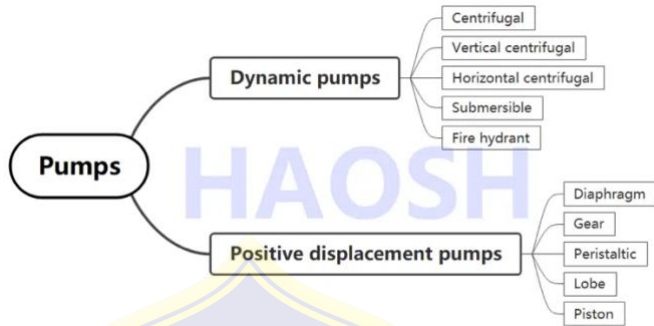 Pumps
Dynamic pumps
Centrifugal
Vertical centrifugal
Horizontal centrifugal
Submersible
Fire hydrant
HAOSH
Positive displacement pumps
Diaphragm
Gear
Peristaltic
Lobe
Piston